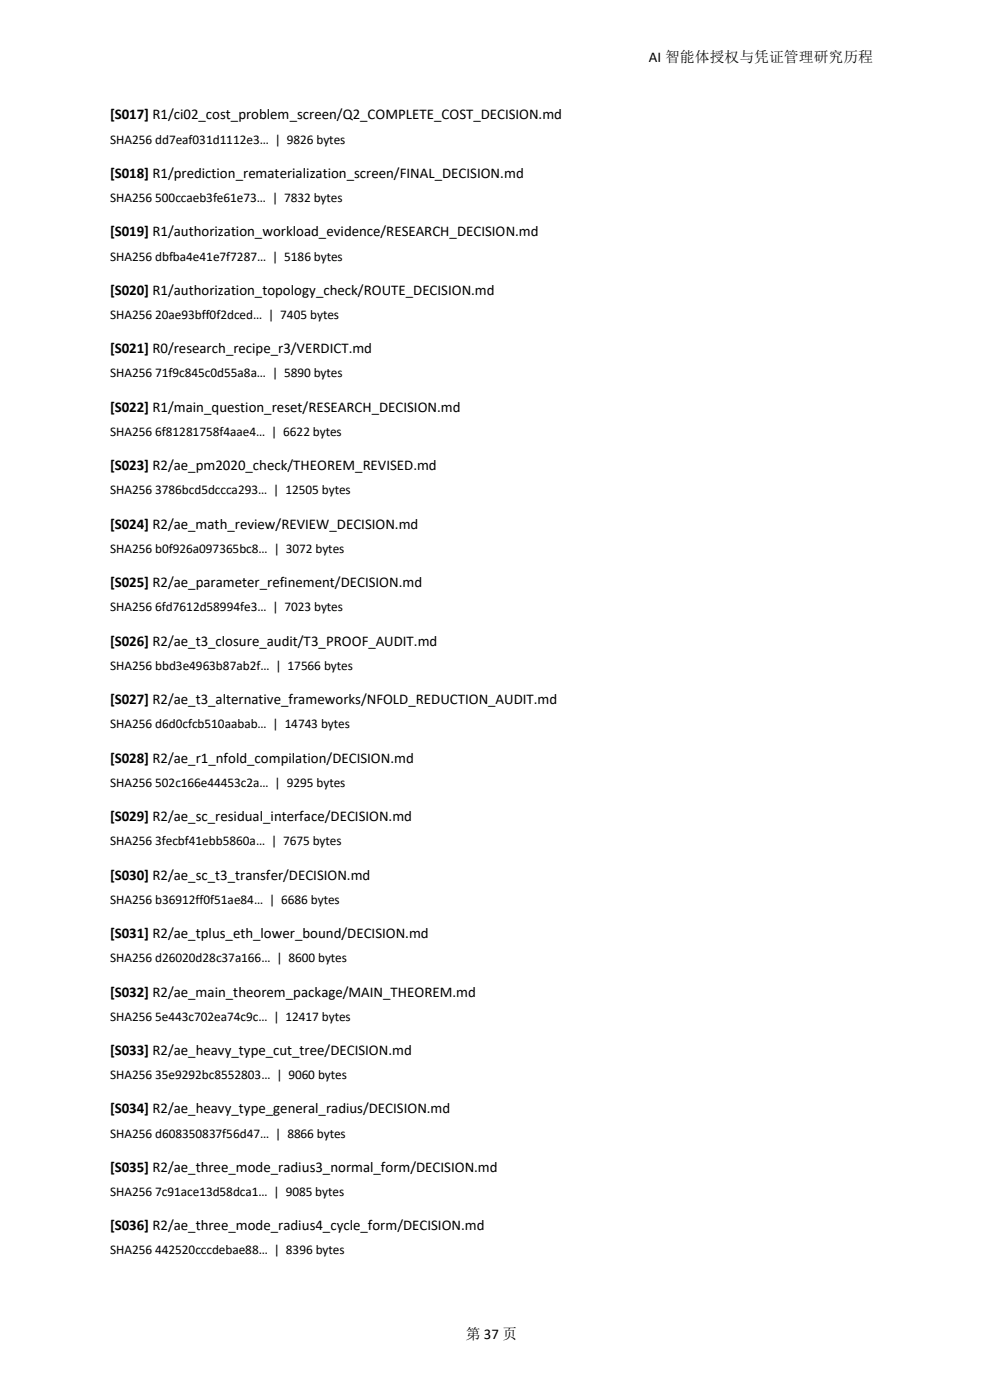 AI 智能体授权与凭证管理研究历程
[S017] R1/ci02_cost_problem_screen/Q2_COMPLETE_COST_DECISION.md
SHA256 dd7eaf031d1112e3… | 9826 bytes
[S018] R1/prediction_rematerialization_screen/FINAL_DECISION.md
SHA256 500ccaeb3fe61e73… | 7832 bytes
[S019] R1/authorization_workload_evidence/RESEARCH_DECISION.md
SHA256 dbfba4e41e7f7287… | 5186 bytes
[S020] R1/authorization_topology_check/ROUTE_DECISION.md
SHA256 20ae93bff0f2dced… | 7405 bytes
[S021] R0/research_recipe_r3/VERDICT.md
SHA256 71f9c845c0d55a8a… | 5890 bytes
[S022] R1/main_question_reset/RESEARCH_DECISION.md
SHA256 6f81281758f4aae4… | 6622 bytes
[S023] R2/ae_pm2020_check/THEOREM_REVISED.md
SHA256 3786bcd5dccca293… | 12505 bytes
[S024] R2/ae_math_review/REVIEW_DECISION.md
SHA256 b0f926a097365bc8… | 3072 bytes
[S025] R2/ae_parameter_refinement/DECISION.md
SHA256 6fd7612d58994fe3… | 7023 bytes
[S026] R2/ae_t3_closure_audit/T3_PROOF_AUDIT.md
SHA256 bbd3e4963b87ab2f… | 17566 bytes
[S027] R2/ae_t3_alternative_frameworks/NFOLD_REDUCTION_AUDIT.md
SHA256 d6d0cfcb510aabab… | 14743 bytes
[S028] R2/ae_r1_nfold_compilation/DECISION.md
SHA256 502c166e44453c2a… | 9295 bytes
[S029] R2/ae_sc_residual_interface/DECISION.md
SHA256 3fecbf41ebb5860a… | 7675 bytes
[S030] R2/ae_sc_t3_transfer/DECISION.md
SHA256 b36912ff0f51ae84… | 6686 bytes
[S031] R2/ae_tplus_eth_lower_bound/DECISION.md
SHA256 d26020d28c37a166… | 8600 bytes
[S032] R2/ae_main_theorem_package/MAIN_THEOREM.md
SHA256 5e443c702ea74c9c… | 12417 bytes
[S033] R2/ae_heavy_type_cut_tree/DECISION.md
SHA256 35e9292bc8552803… | 9060 bytes
[S034] R2/ae_heavy_type_general_radius/DECISION.md
SHA256 d608350837f56d47… | 8866 bytes
[S035] R2/ae_three_mode_radius3_normal_form/DECISION.md
SHA256 7c91ace13d58dca1… | 9085 bytes
[S036] R2/ae_three_mode_radius4_cycle_form/DECISION.md
SHA256 442520cccdebae88… | 8396 bytes
第 37 页